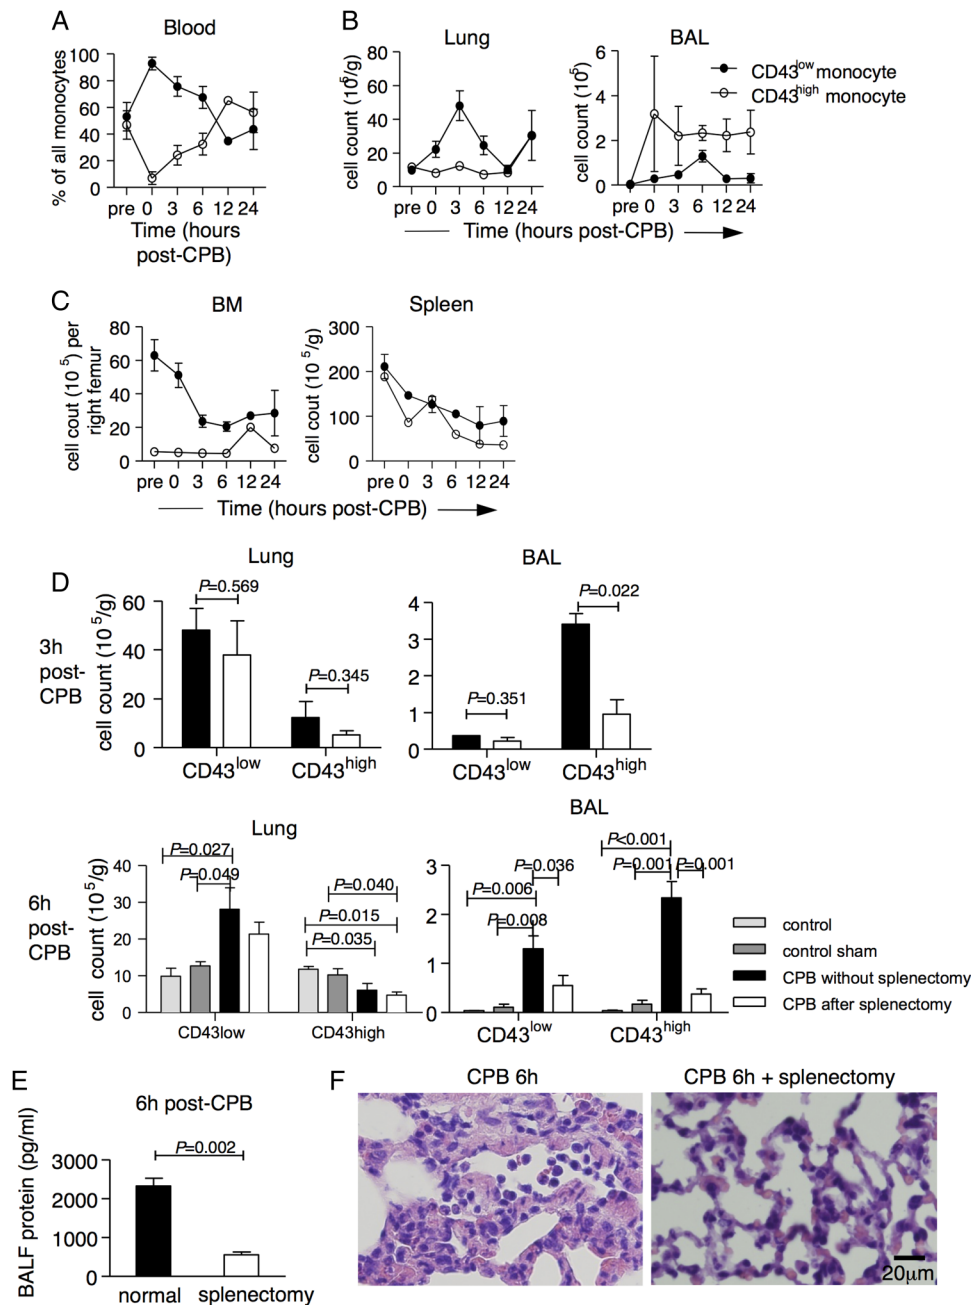 A
Blood
% of all monocytes
100
80
60
40
20
0
pre 0 3 6 12 24
Time (hours
post-CPB)
B
Lung
cell count (10⁵/g)
80
60
40
20
0
pre 0 3 6 12 24
BAL
cell count (10⁵)
6
4
2
0
pre 0 3 6 12 24
CD43low monocyte
CD43high monocyte
Time (hours post-CPB)
C
BM
cell cout (10 ⁵) per
right femur
80
60
40
20
0
pre 0 3 6 12 24
Spleen
cell cout (10 ⁵/g)
300
200
100
0
pre 0 3 6 12 24
Time (hours post-CPB)
D
3h
post-
CPB
Lung
cell count (10 ⁵/g)
60
40
20
0
P=0.569
P=0.345
CD43low CD43high
BAL
4
3
2
1
0
P=0.351
P=0.022
CD43low CD43high
6h
post-
CPB
Lung
cell count (10 ⁵/g)
40
30
20
10
0
P=0.027
P=0.049
P=0.040
P=0.015
P=0.035
CD43low CD43high
BAL
3
2
1
0
P=0.006
P=0.036
P=0.008
P<0.001
P=0.001
P=0.001
CD43low CD43high
control
control sham
CPB without splenectomy
CPB after splenectomy
E
6h post-CPB
BALF protein (pg/ml)
3000
2000
1000
0
P=0.002
normal splenectomy
F
CPB 6h
CPB 6h + splenectomy
20μm